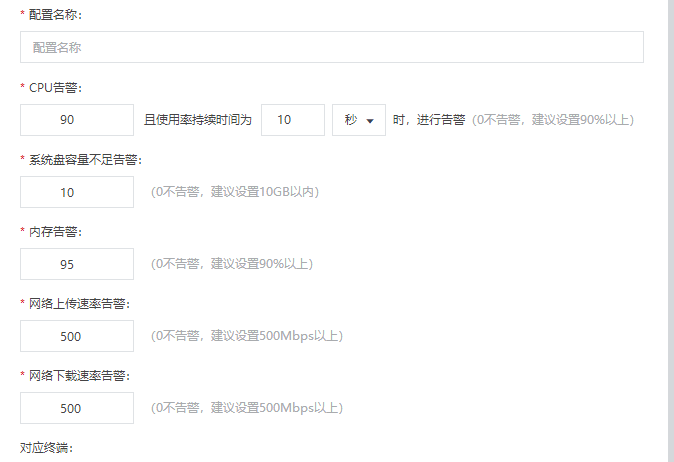 * 配置名称:
配置名称
* CPU告警:
90 且使用率持续时间为 10 秒 时，进行告警 (0不告警，建议设置90%以上)
* 系统盘容量不足告警:
10 (0不告警，建议设置10GB以内)
* 内存告警:
95 (0不告警，建议设置90%以上)
* 网络上传速率告警:
500 (0不告警，建议设置500Mbps以上)
* 网络下载速率告警:
500 (0不告警，建议设置500Mbps以上)
对应终端: